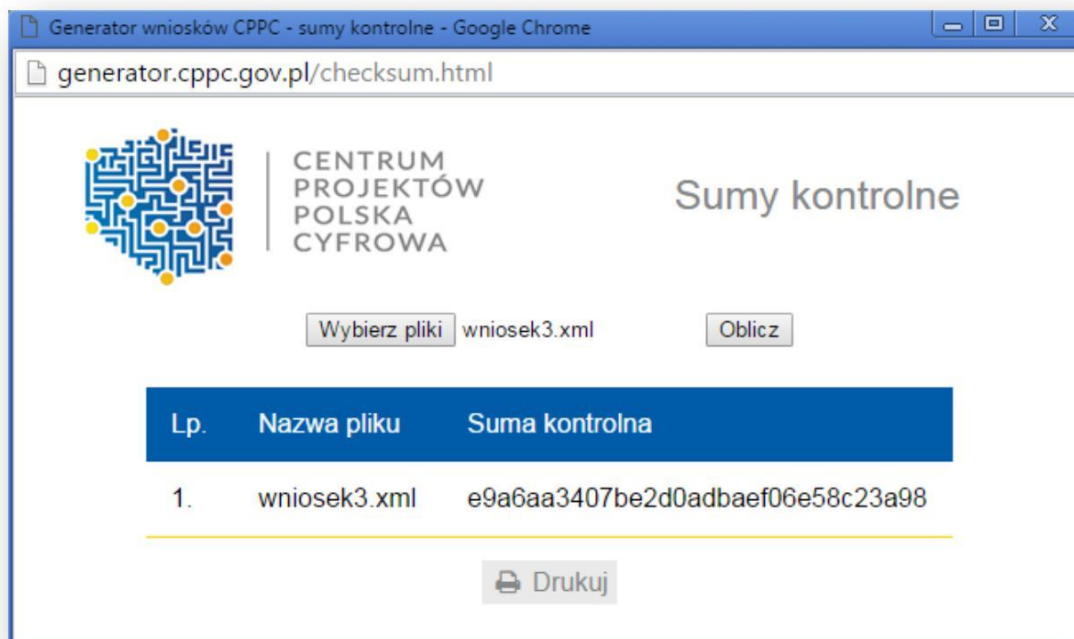 Generator wniosków CPPC - sumy kontrolne - Google Chrome
generator.cppc.gov.pl/checksum.html
CENTRUM
PROJEKTÓW
POLSKA
CYFROWA
Sumy kontrolne
Wybierz pliki wniosek3.xml Oblicz
Lp. Nazwa pliku Suma kontrolna
1. wniosek3.xml e9a6aa3407be2d0adbaef06e58c23a98
Drukuj